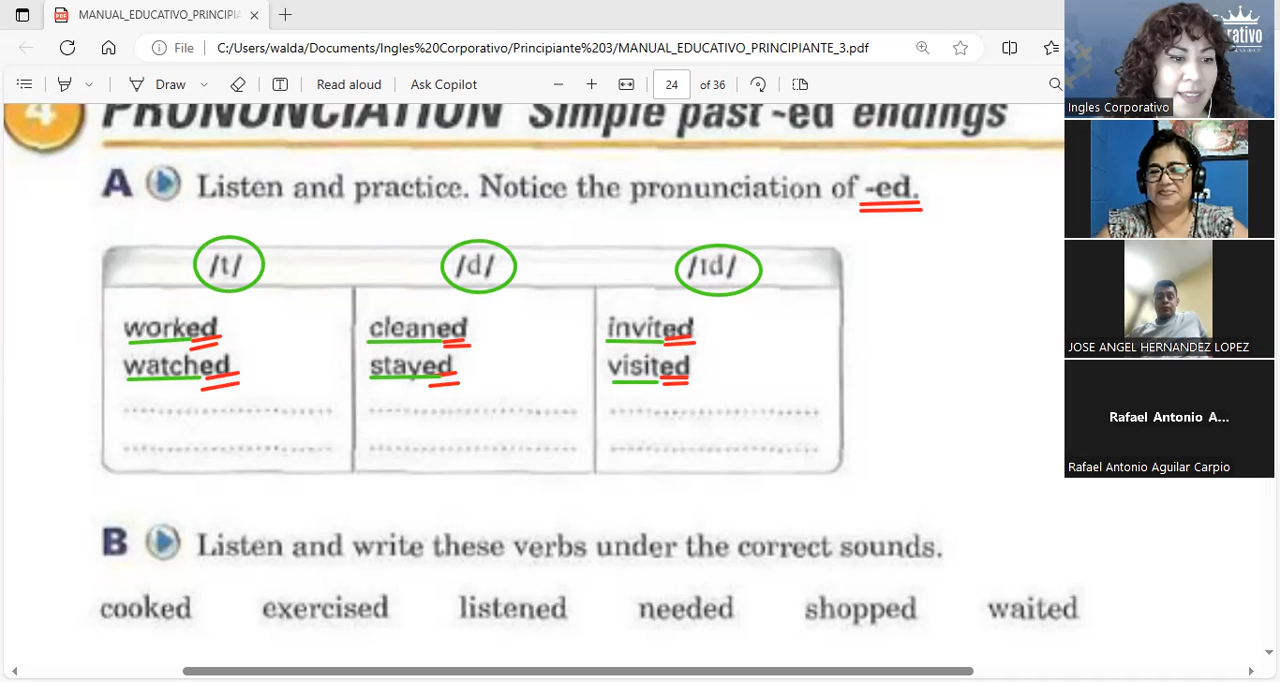 MANUAL_EDUCATIVO_PRINCIPIA
File
C:/Users/walda/Documents/Ingles%20Corporativo/Principante%203/MANUAL_EDUCATIVO_PRINCIPIANTE_3.pdf
Draw
Read aloud
Ask Copilot
24
of 36
4 PRONUNCIATION Simple past -ed endings
A Listen and practice. Notice the pronunciation of -ed.
/t/ /d/ /ɪd/
worked cleaned invited
watched stayed visited
B Listen and write these verbs under the correct sounds.
cooked exercised listened needed shopped waited
rativo
Ingles Corporativo
JOSE ANGEL HERNANDEZ LOPEZ
Rafael Antonio A...
Rafael Antonio Aguilar Carpio